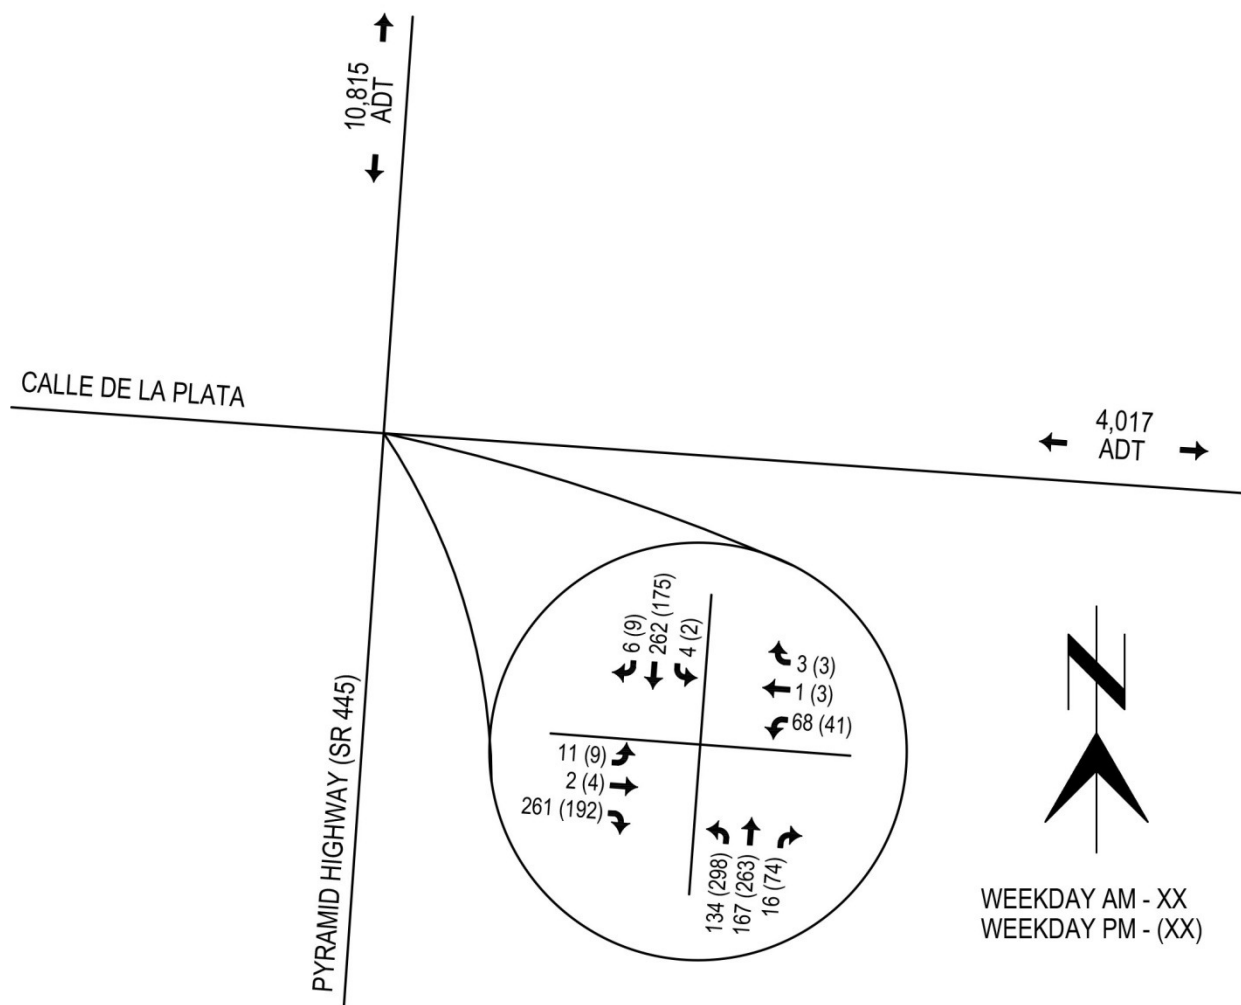 10,815
ADT
CALLE DE LA PLATA
4,017
ADT
PYRAMID HIGHWAY (SR 445)
6 (9)
262 (175)
4 (2)
3 (3)
1 (3)
68 (41)
11 (9)
2 (4)
261 (192)
134 (298)
167 (263)
16 (74)
N
WEEKDAY AM - XX
WEEKDAY PM - (XX)